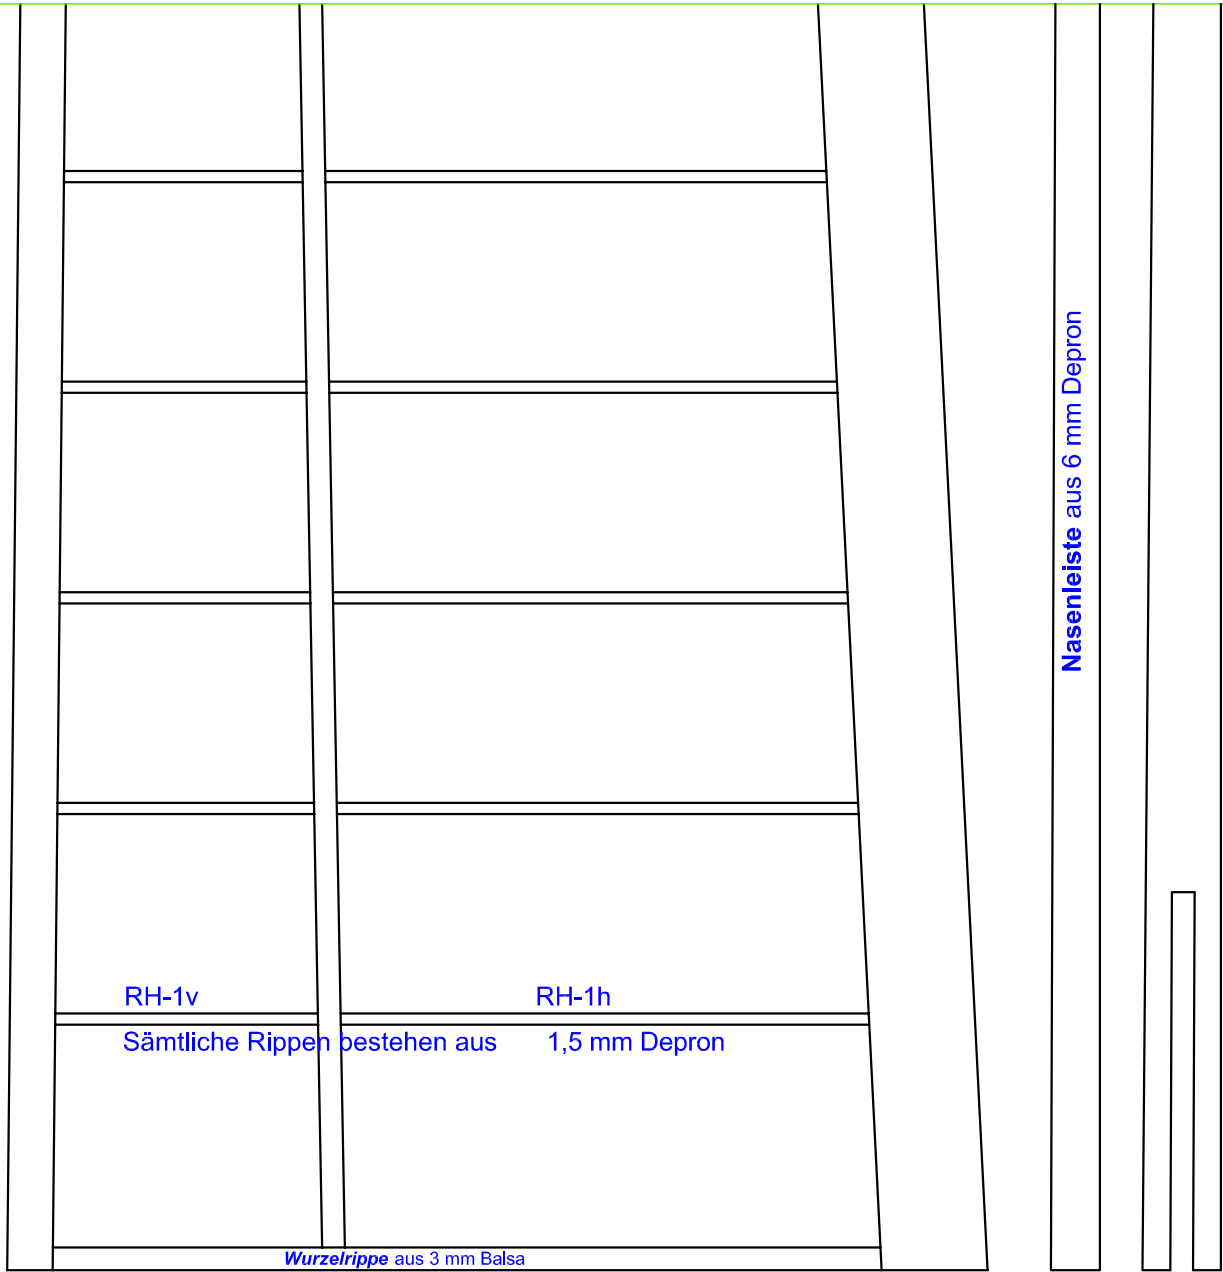 Nasenleiste aus 6 mm Depron
RH-1v
RH-1h
Sämtliche Rippen bestehen aus 1,5 mm Depron
Wurzelrippe aus 3 mm Balsa